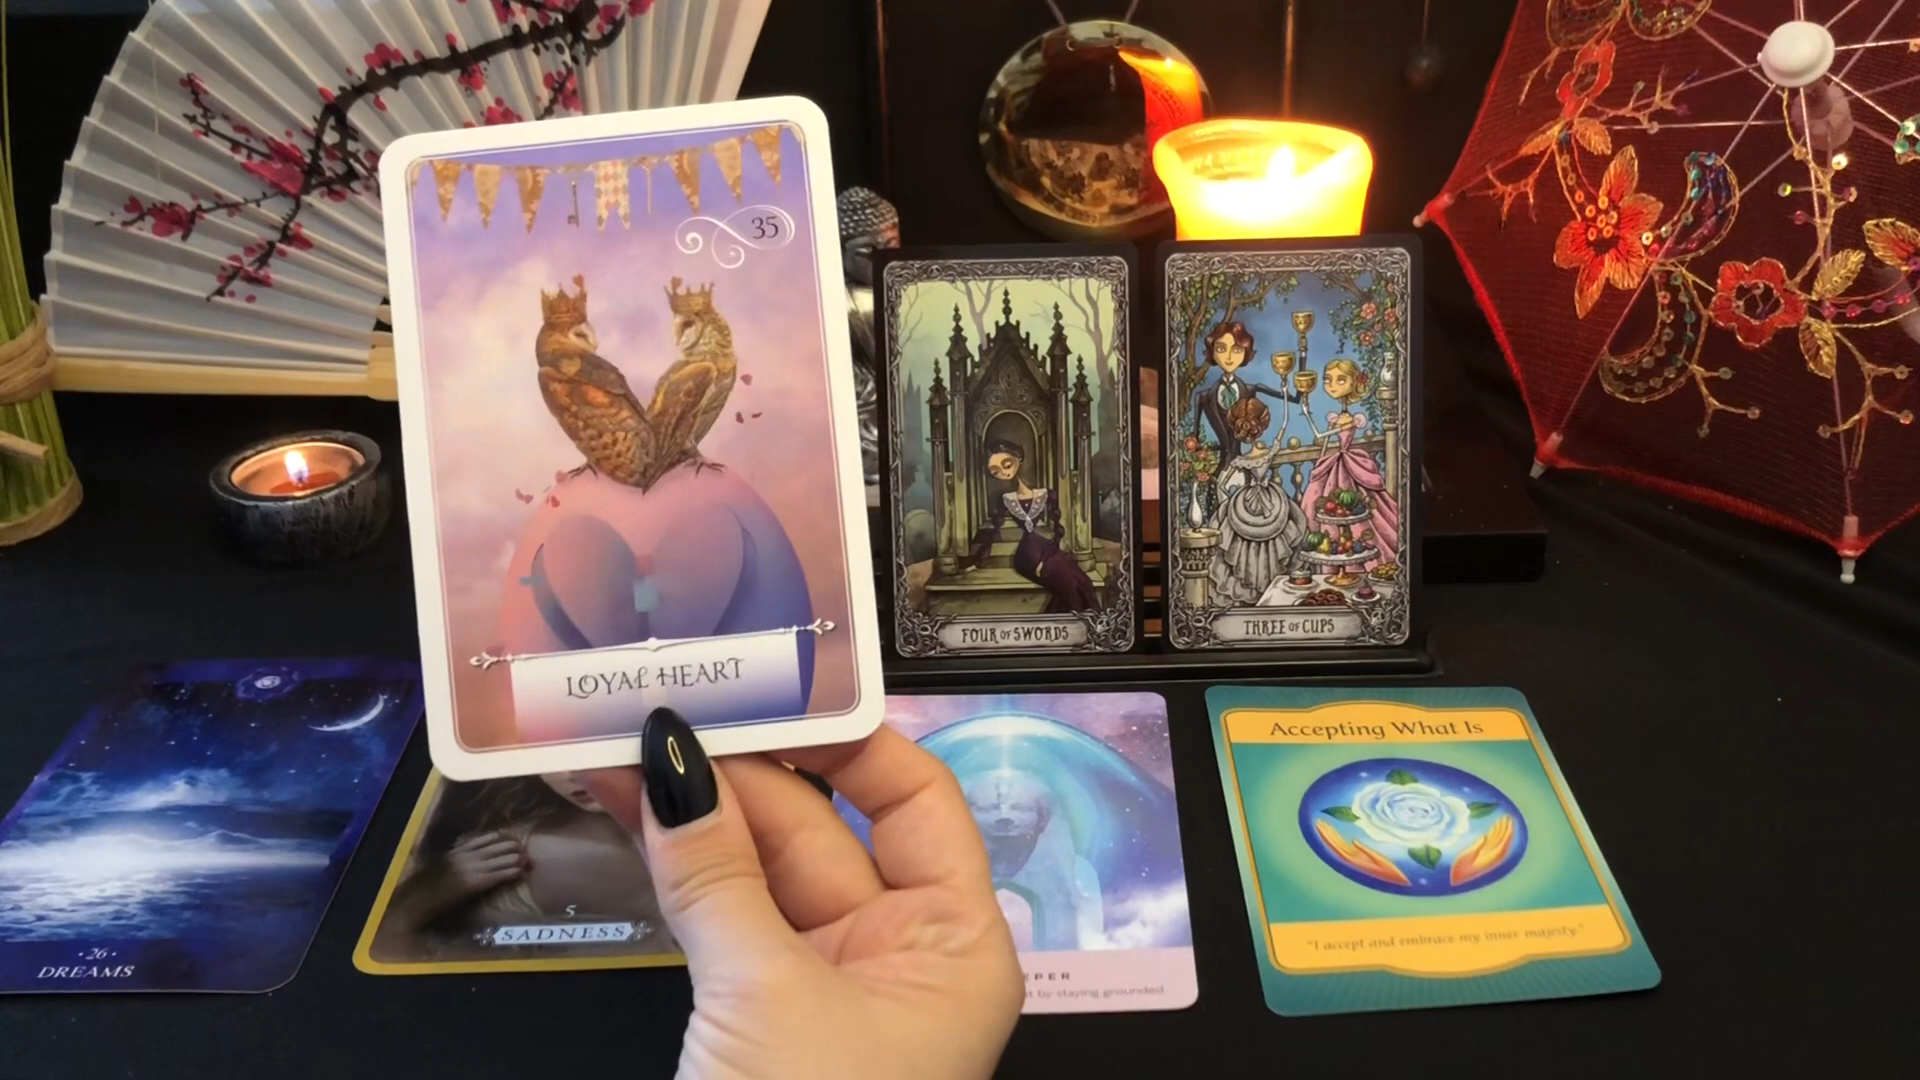 35
LOYAL HEART
FOUR OF SWORDS
THREE OF CUPS
·26·
DREAMS
5
SADNESS
EPER
by staying grounded.
Accepting What Is
"I accept and embrace my inner majesty."